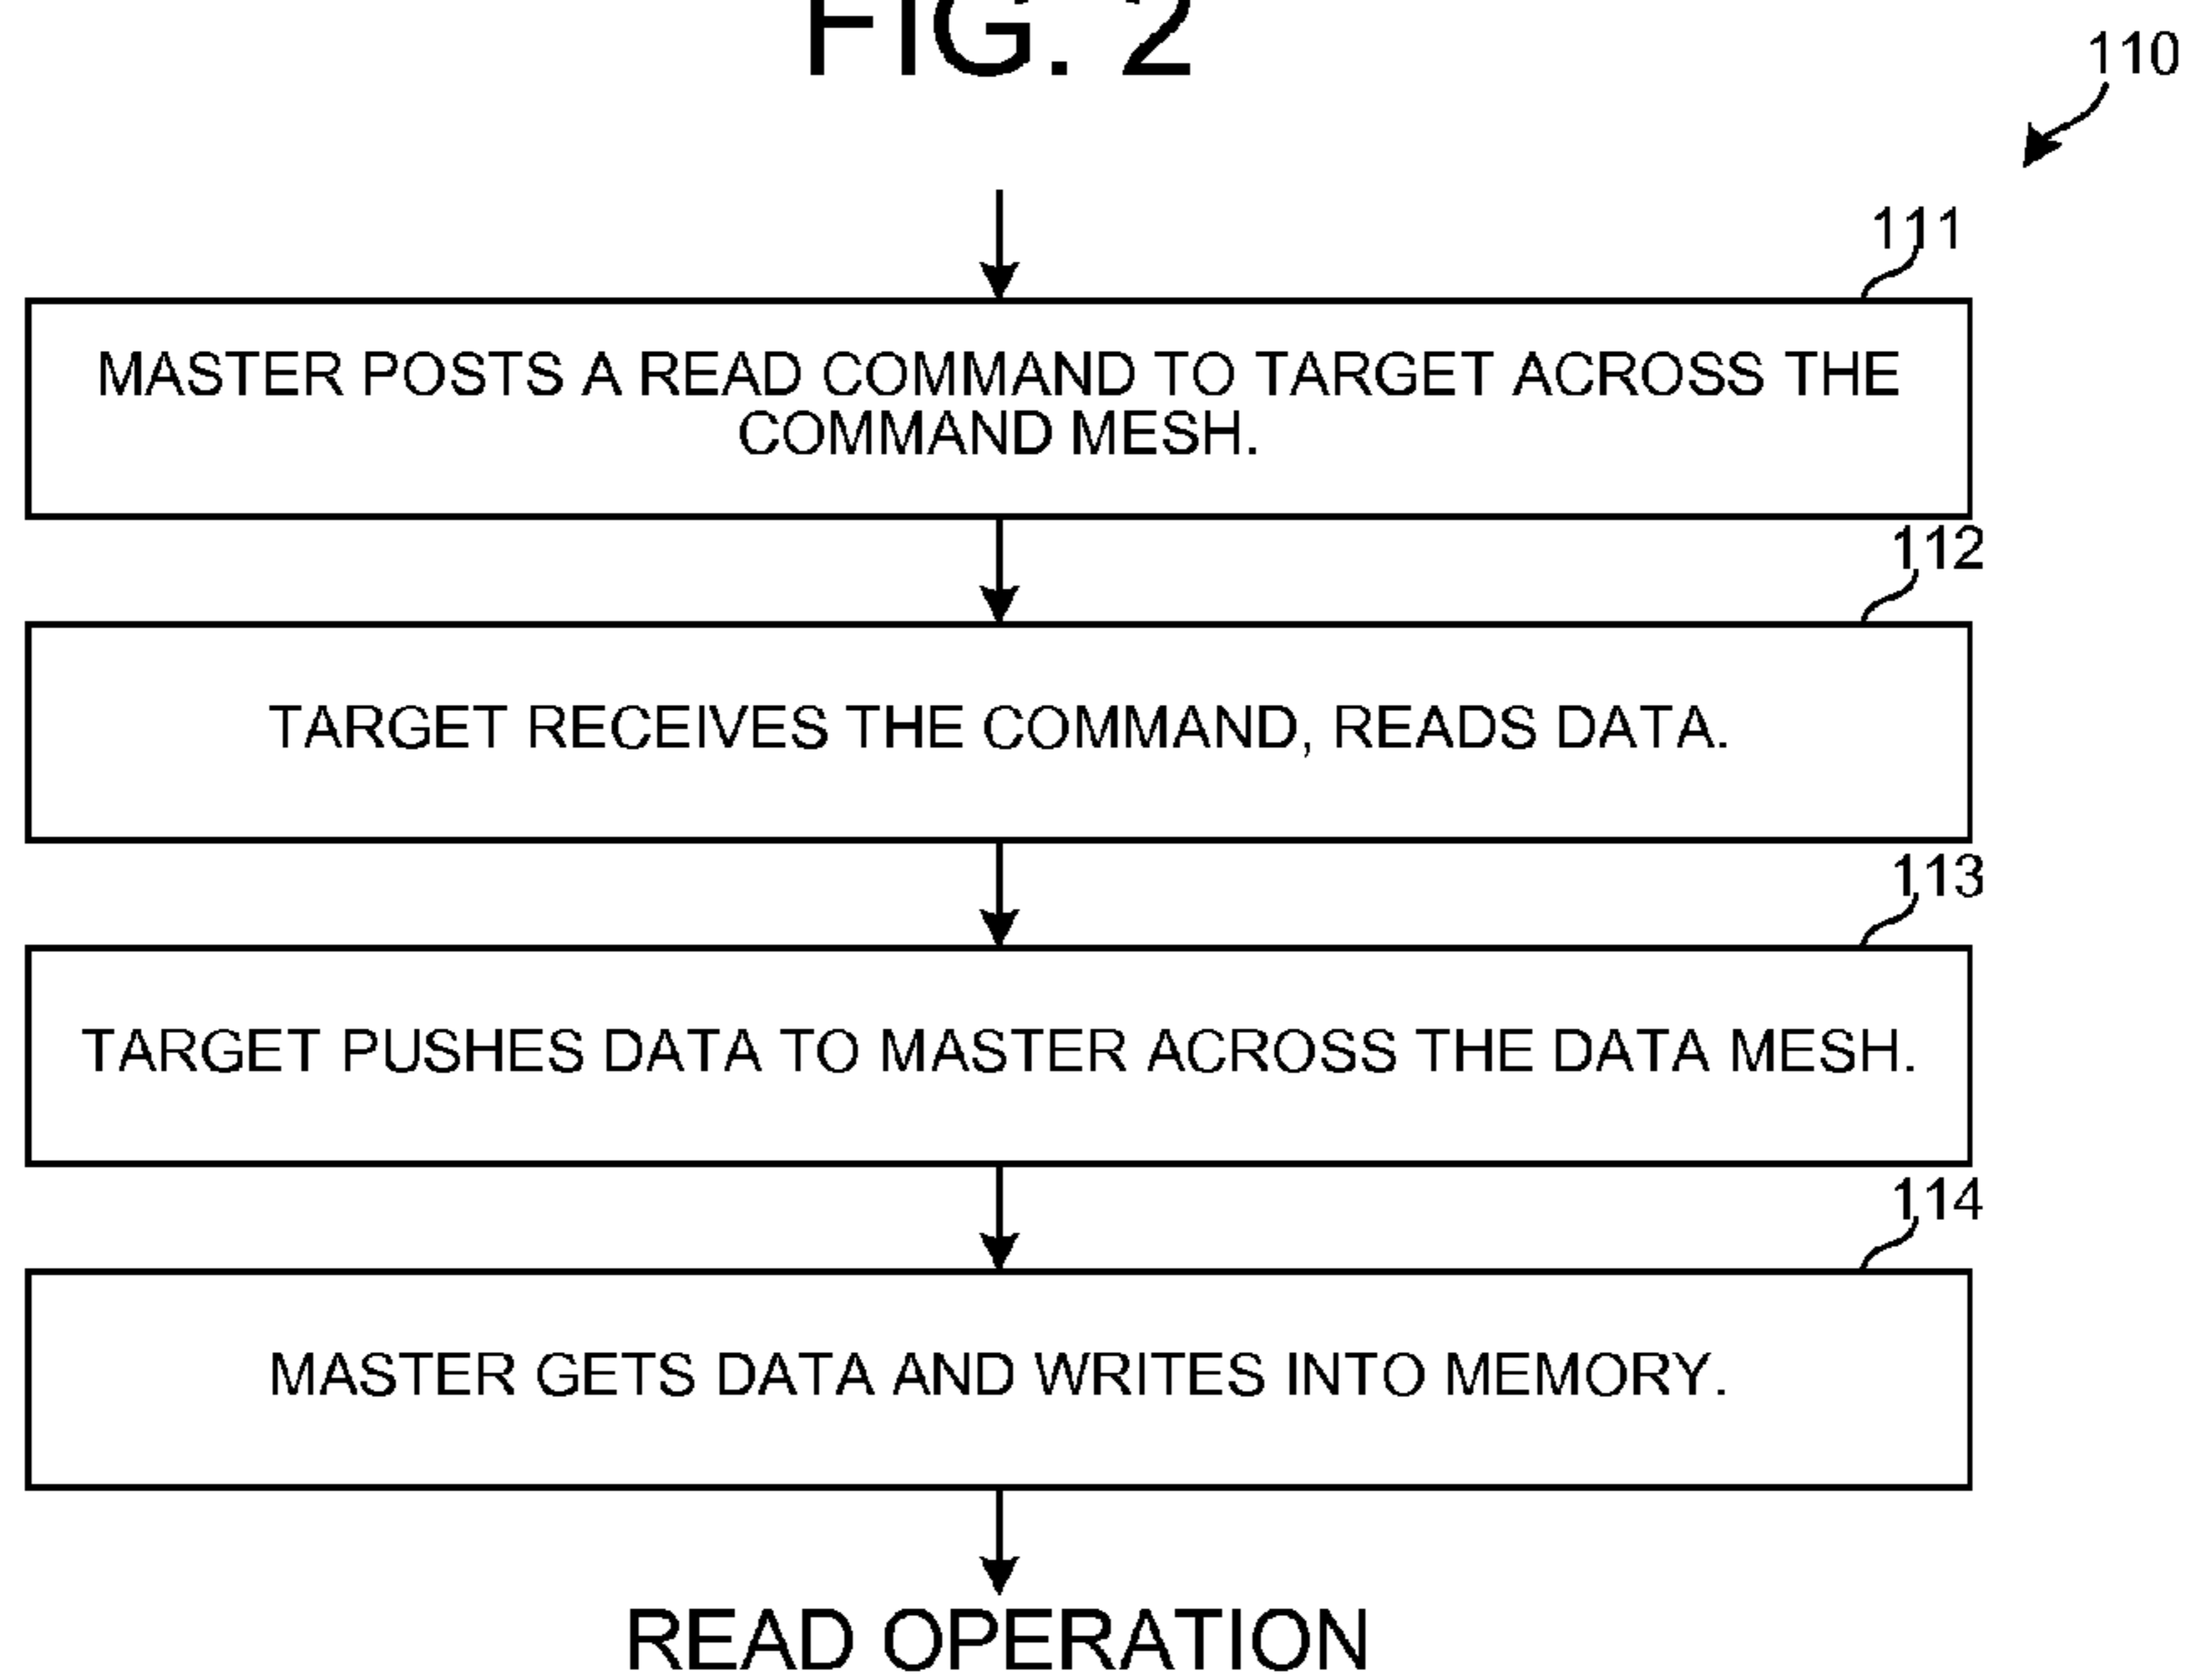 FIG. 2
110
111
MASTER POSTS A READ COMMAND TO TARGET ACROSS THE
COMMAND MESH.
112
TARGET RECEIVES THE COMMAND, READS DATA.
113
TARGET PUSHES DATA TO MASTER ACROSS THE DATA MESH.
114
MASTER GETS DATA AND WRITES INTO MEMORY.
READ OPERATION